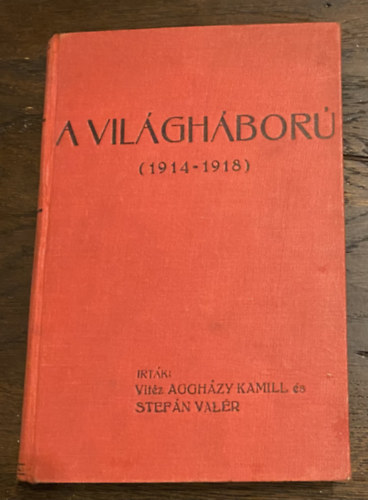 A VILÁGHÁBORÚ
(1914-1918)
IRTÁK:
Vitéz AGGHÁZY KAMILL és
STEFÁN VALÉR